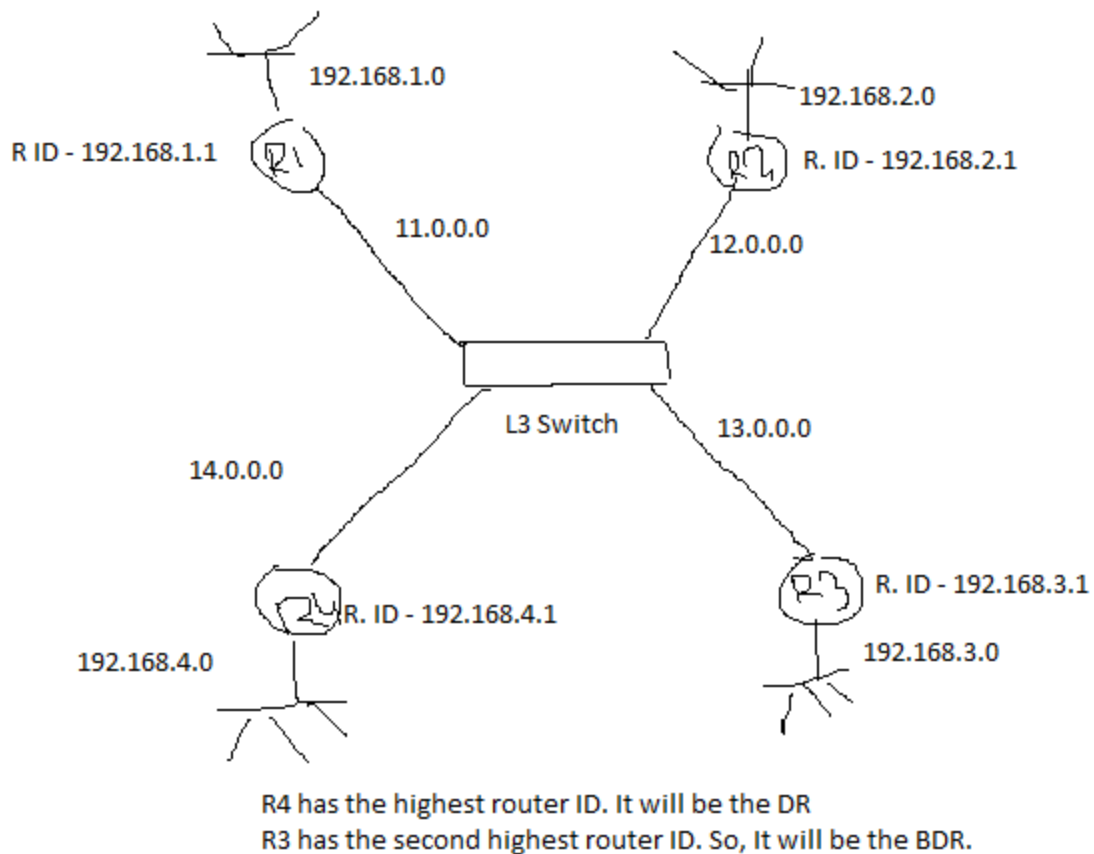 192.168.1.0
192.168.2.0
R ID - 192.168.1.1
R1
R2
R. ID - 192.168.2.1
11.0.0.0
12.0.0.0
L3 Switch
13.0.0.0
14.0.0.0
R3
R. ID - 192.168.3.1
R. ID - 192.168.4.1
192.168.4.0
192.168.3.0
R4 has the highest router ID. It will be the DR
R3 has the second highest router ID. So, It will be the BDR.